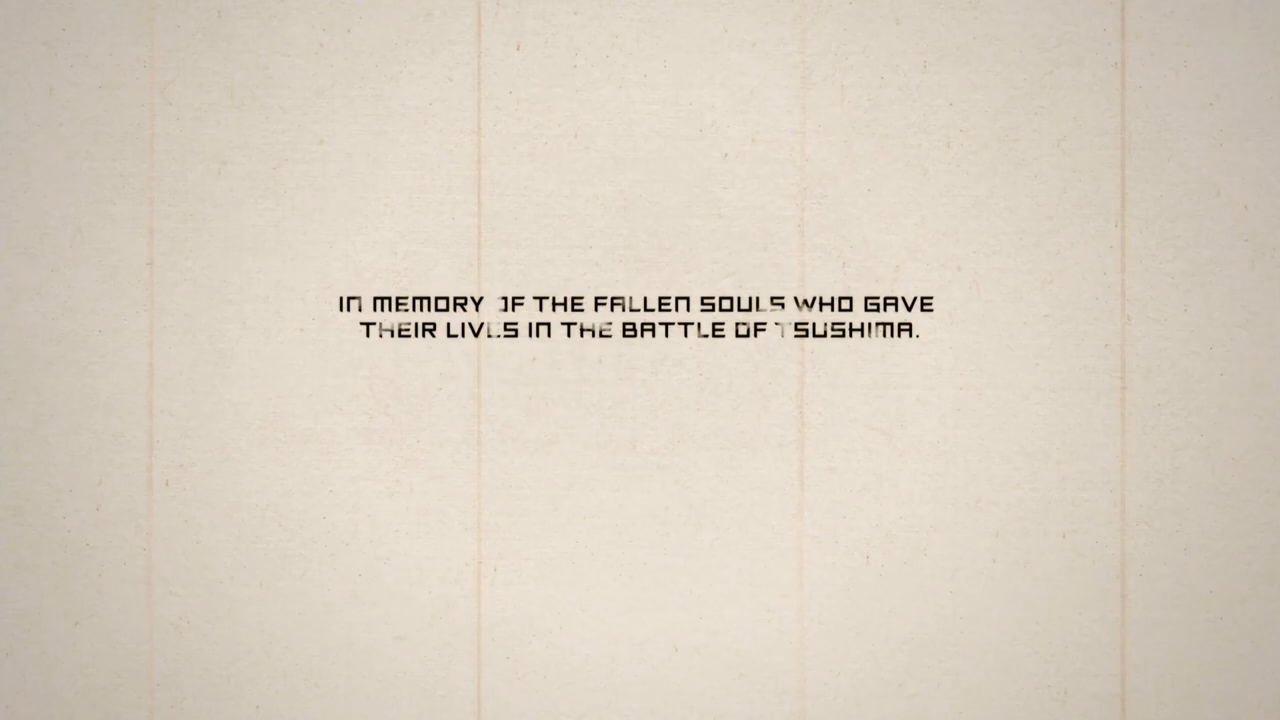 IN MEMORY OF THE FALLEN SOULS WHO GAVE
THEIR LIVES IN THE BATTLE OF TSUSHIMA.